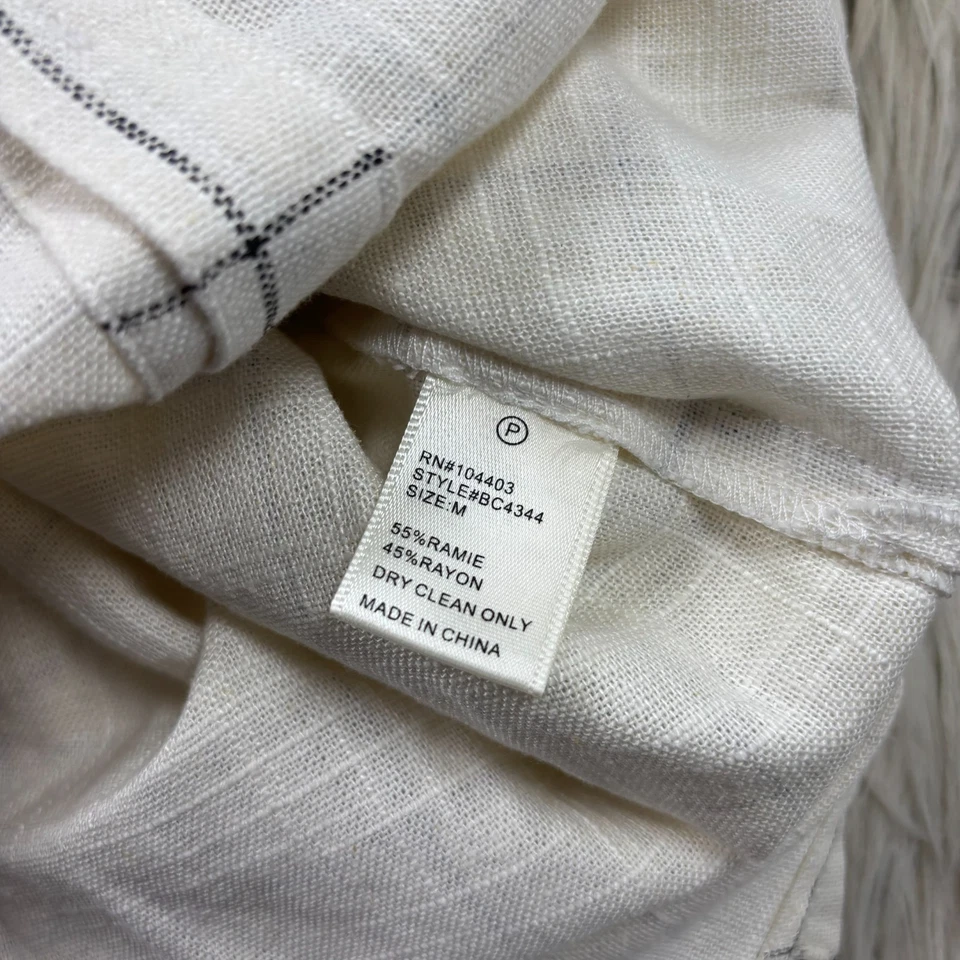 P
RN#104403
STYLE#BC4344
SIZE:M
55%RAMIE
45%RAYON
DRY CLEAN ONLY
MADE IN CHINA